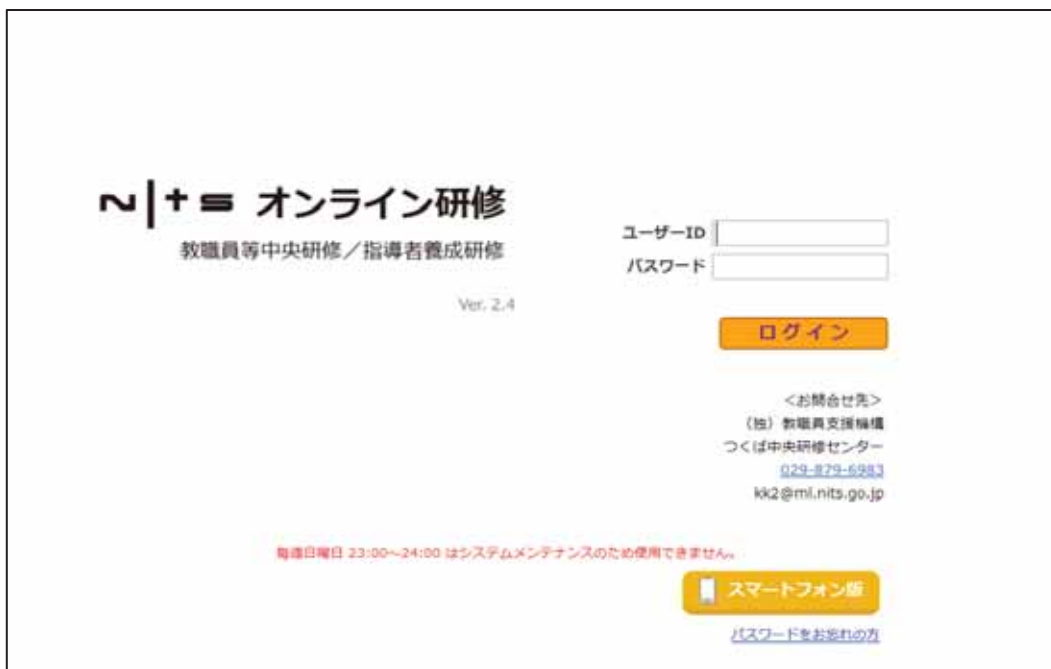 N|ts オンライン研修
教職員等中央研修／指導者養成研修
Ver. 2.4
ユーザーID
パスワード
ログイン
＜お問合せ先＞
（独）教職員支援機構
つくば中央研修センター
029-879-6983
kk2@ml.nits.go.jp
毎週日曜日 23:00～24:00 はシステムメンテナンスのため使用できません。
スマートフォン版
パスワードをお忘れの方